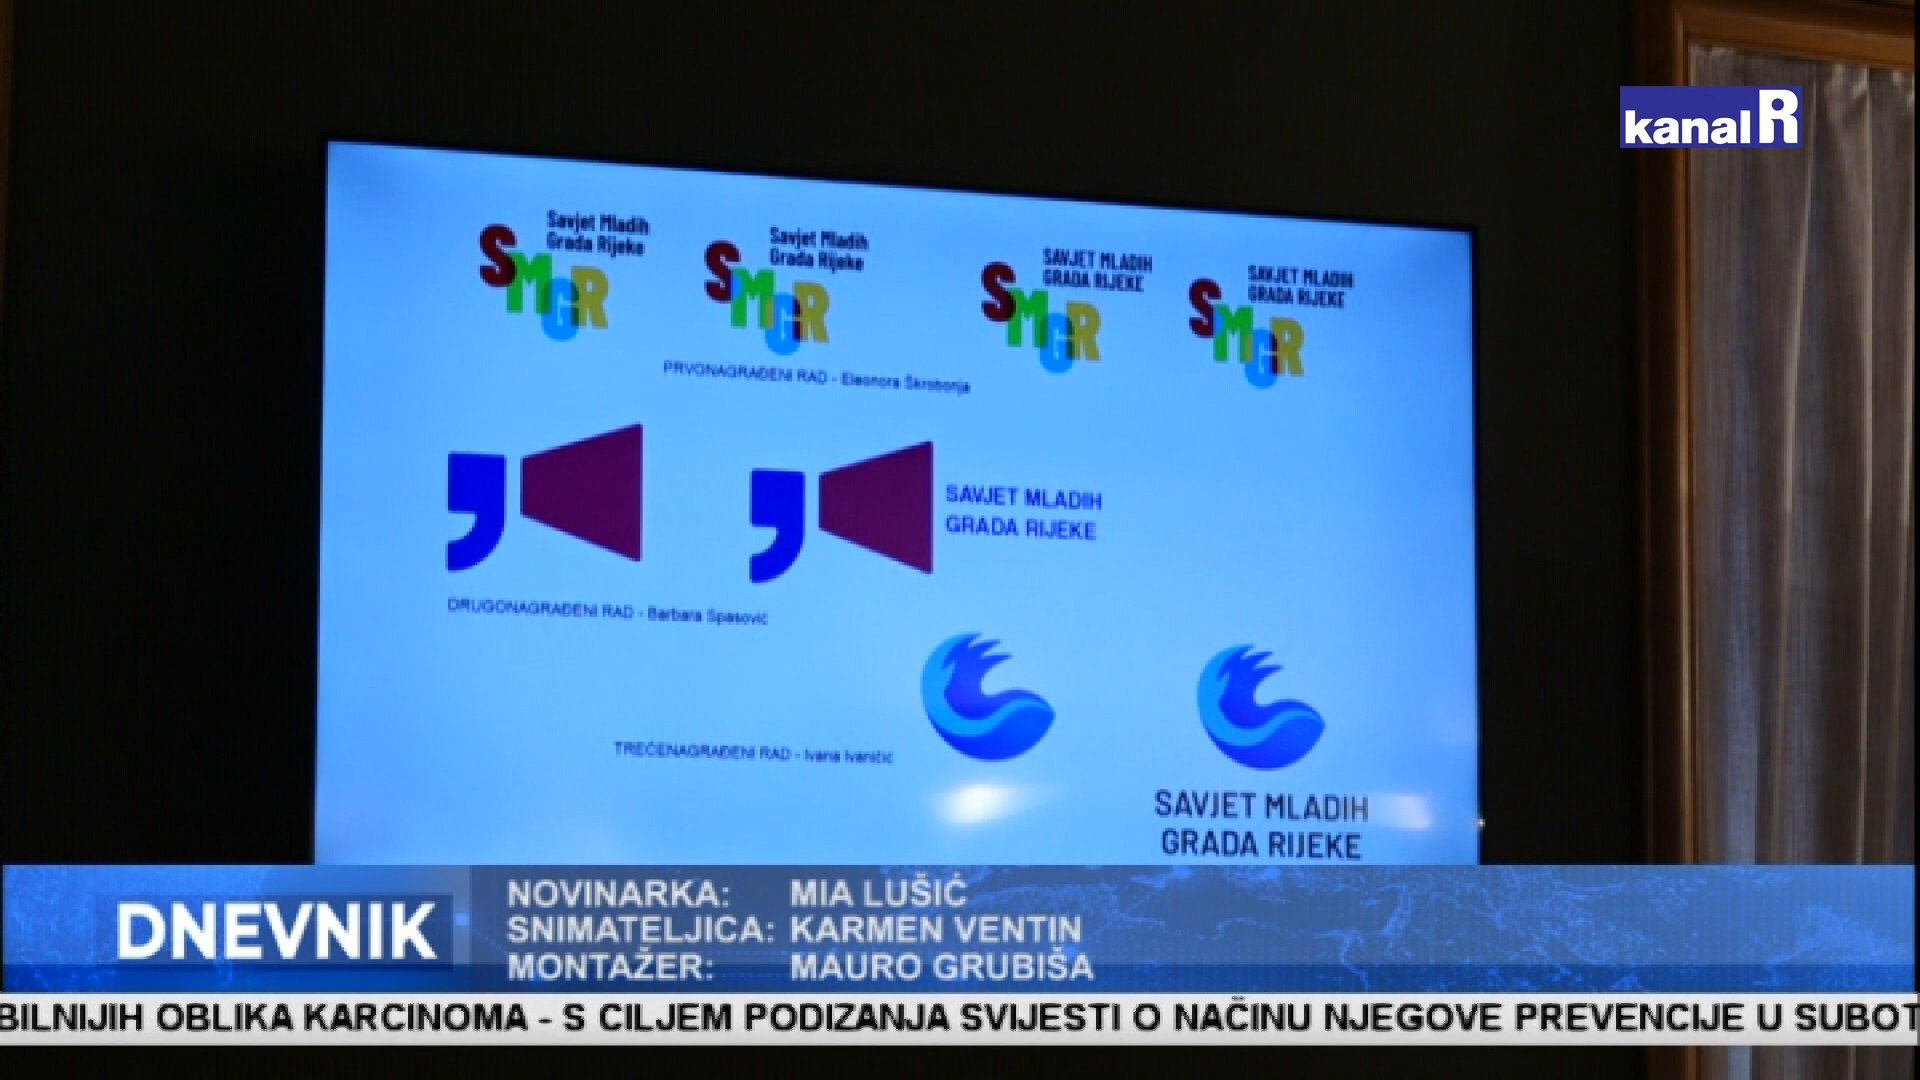 kanal R
Savjet Mladih
Grada Rijeke
SMGR
Savjet Mladih
Grada Rijeke
SMGR
SAVJET MLADIH
GRADA RIJEKE
SMGR
SAVJET MLADIH
GRADA RIJEKE
SMGR
PRVONAGRAĐENI RAD - Eleonora Škrobonja
SAVJET MLADIH
GRADA RIJEKE
DRUGONAGRAĐENI RAD - Barbara Spasović
TREĆENAGRAĐENI RAD - Ivana Ivaničić
SAVJET MLADIH
GRADA RIJEKE
DNEVNIK
NOVINARKA: MIA LUŠIĆ
SNIMATELJICA: KARMEN VENTIN
MONTAŽER: MAURO GRUBIŠA
BILNIJIH OBLIKA KARCINOMA - S CILJEM PODIZANJA SVIJESTI O NAČINU NJEGOVE PREVENCIJE U SUBOT